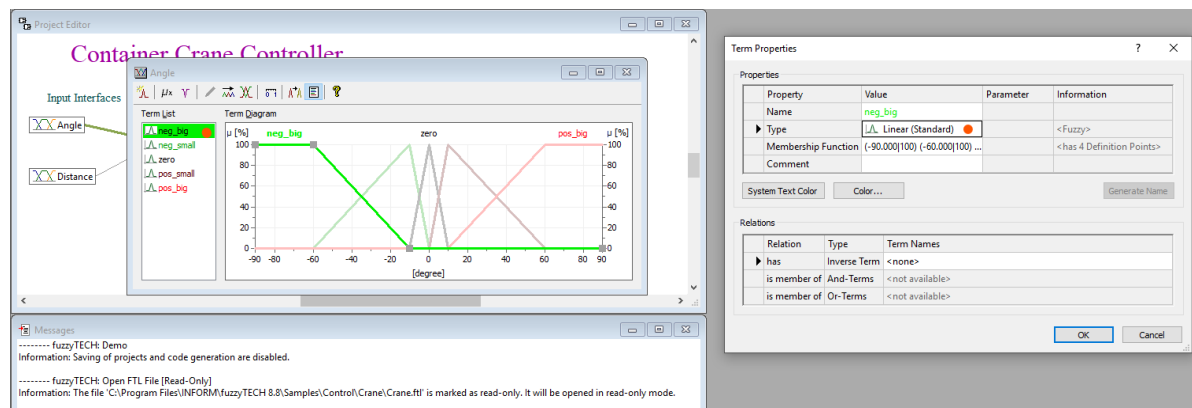 Project Editor
Container Crane Controller
Input Interfaces
Angle
Distance
Angle
Term List
Term Diagram
neg_big
neg_small
zero
pos_small
pos_big
μ [%] neg_big zero pos_big μ [%]
100 100
80 80
60 60
40 40
20 20
0 0
-90 -80 -60 -40 -20 0 20 40 60 80 90
[degree]
Messages
-------- fuzzyTECH: Demo
Information: Saving of projects and code generation are disabled.
-------- fuzzyTECH: Open FTL File [Read-Only]
Information: The file 'C:\Program Files\INFORM\fuzzyTECH 8.8\Samples\Control\Crane\Crane.ftl' is marked as read-only. It will be opened in read-only mode.
Term Properties
Properties
Property Value Parameter Information
Name neg_big
Type Linear (Standard) <Fuzzy>
Membership Function (-90.000|100) (-60.000|100) ... <has 4 Definition Points>
Comment
System Text Color Color... Generate Name
Relations
Relation Type Term Names
has Inverse Term <none>
is member of And-Terms <not available>
is member of Or-Terms <not available>
OK Cancel